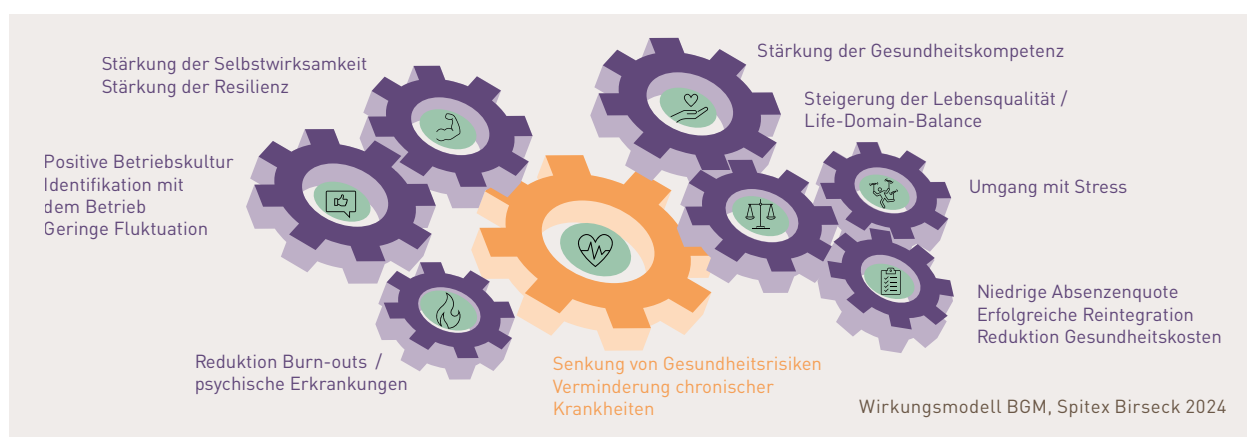 Stärkung der Selbstwirksamkeit
Stärkung der Resilienz
Stärkung der Gesundheitskompetenz
Steigerung der Lebensqualität /
Life-Domain-Balance
Positive Betriebskultur
Identifikation mit
dem Betrieb
Geringe Fluktuation
Umgang mit Stress
Niedrige Absenzenquote
Erfolgreiche Reintegration
Reduktion Gesundheitskosten
Reduktion Burn-outs /
psychische Erkrankungen
Senkung von Gesundheitsrisiken
Verminderung chronischer
Krankheiten
Wirkungsmodell BGM, Spitex Birseck 2024